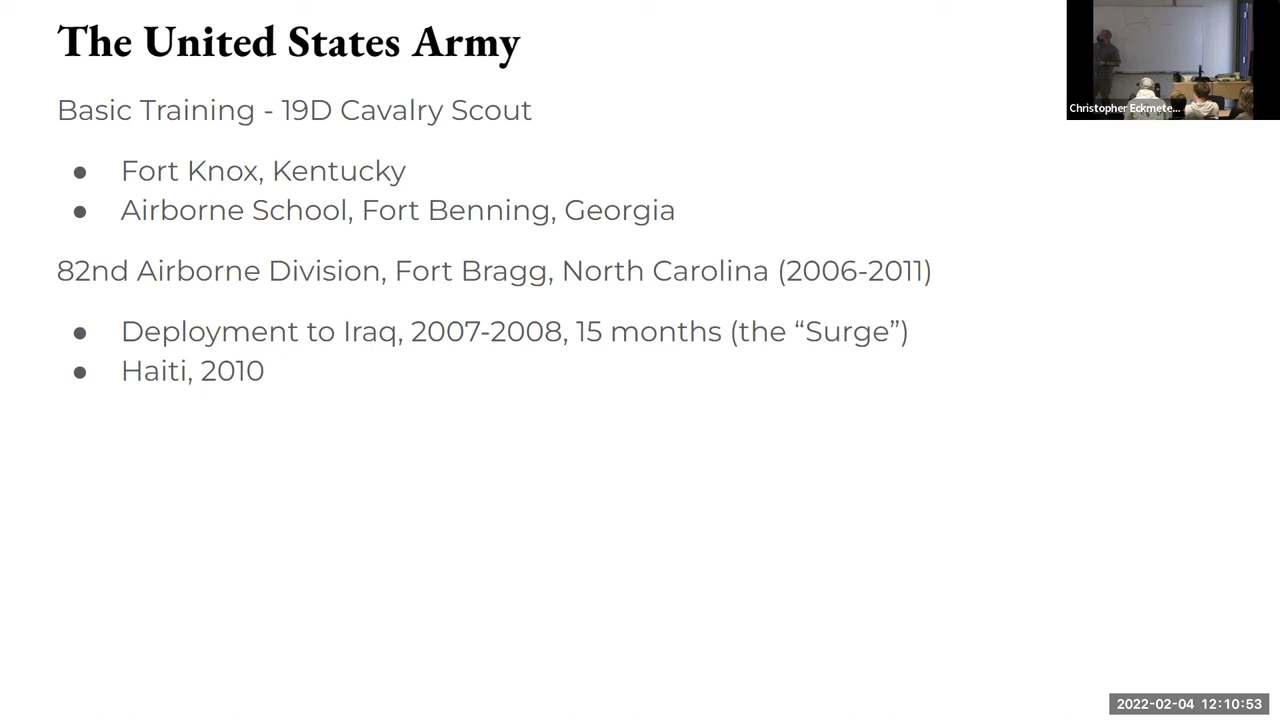 The United States Army
Basic Training - 19D Cavalry Scout
● Fort Knox, Kentucky
● Airborne School, Fort Benning, Georgia
82nd Airborne Division, Fort Bragg, North Carolina (2006-2011)
● Deployment to Iraq, 2007-2008, 15 months (the “Surge”)
● Haiti, 2010
Christopher Eckmete...
2022-02-04 12:10:53